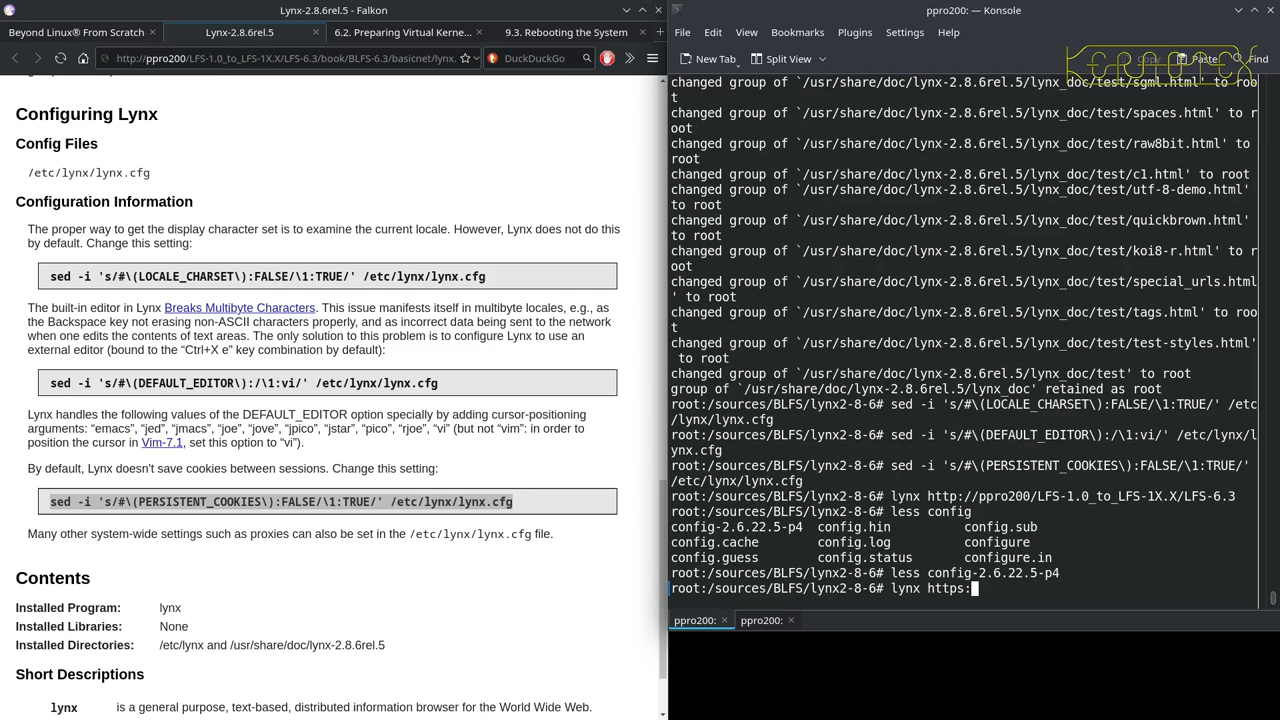 Lynx-2.8.6rel.5 - Falkon
Beyond Linux® From Scratch
Lynx-2.8.6rel.5
6.2. Preparing Virtual Kerne...
9.3. Rebooting the System
http://ppro200/LFS-1.0_to_LFS-1X.X/LFS-6.3/book/BLFS-6.3/basicnet/lynx.
DuckDuckGo
Configuring Lynx
Config Files
/etc/lynx/lynx.cfg
Configuration Information
The proper way to get the display character set is to examine the current locale. However, Lynx does not do this
by default. Change this setting:
sed -i 's/#\(LOCALE_CHARSET\):FALSE/\1:TRUE/' /etc/lynx/lynx.cfg
The built-in editor in Lynx Breaks Multibyte Characters. This issue manifests itself in multibyte locales, e.g., as
the Backspace key not erasing non-ASCII characters properly, and as incorrect data being sent to the network
when one edits the contents of text areas. The only solution to this problem is to configure Lynx to use an
external editor (bound to the “Ctrl+X e” key combination by default):
sed -i 's/#\(DEFAULT_EDITOR\):/\1:vi/' /etc/lynx/lynx.cfg
Lynx handles the following values of the DEFAULT_EDITOR option specially by adding cursor-positioning
arguments: “emacs”, “jed”, “jmacs”, “joe”, “jove”, “jpico”, “jstar”, “pico”, “rjoe”, “vi” (but not “vim”: in order to
position the cursor in Vim-7.1, set this option to “vi”).
By default, Lynx doesn't save cookies between sessions. Change this setting:
sed -i 's/#\(PERSISTENT_COOKIES\):FALSE/\1:TRUE/' /etc/lynx/lynx.cfg
Many other system-wide settings such as proxies can also be set in the /etc/lynx/lynx.cfg file.
Contents
Installed Program: lynx
Installed Libraries: None
Installed Directories: /etc/lynx and /usr/share/doc/lynx-2.8.6rel.5
Short Descriptions
lynx is a general purpose, text-based, distributed information browser for the World Wide Web.
ppro200: — Konsole
File Edit View Bookmarks Plugins Settings Help
New Tab Split View Copy Paste Find
changed group of `/usr/share/doc/lynx-2.8.6rel.5/lynx_doc/test/sgml.html' to roo
t
changed group of `/usr/share/doc/lynx-2.8.6rel.5/lynx_doc/test/spaces.html' to r
oot
changed group of `/usr/share/doc/lynx-2.8.6rel.5/lynx_doc/test/raw8bit.html' to
root
changed group of `/usr/share/doc/lynx-2.8.6rel.5/lynx_doc/test/c1.html' to root
changed group of `/usr/share/doc/lynx-2.8.6rel.5/lynx_doc/test/utf-8-demo.html'
to root
changed group of `/usr/share/doc/lynx-2.8.6rel.5/lynx_doc/test/quickbrown.html'
to root
changed group of `/usr/share/doc/lynx-2.8.6rel.5/lynx_doc/test/koi8-r.html' to r
oot
changed group of `/usr/share/doc/lynx-2.8.6rel.5/lynx_doc/test/special_urls.html
' to root
changed group of `/usr/share/doc/lynx-2.8.6rel.5/lynx_doc/test/tags.html' to roo
t
changed group of `/usr/share/doc/lynx-2.8.6rel.5/lynx_doc/test/test-styles.html'
to root
changed group of `/usr/share/doc/lynx-2.8.6rel.5/lynx_doc/test' to root
group of `/usr/share/doc/lynx-2.8.6rel.5/lynx_doc' retained as root
root:/sources/BLFS/lynx2-8-6# sed -i 's/#\(LOCALE_CHARSET\):FALSE/\1:TRUE/' /etc
/lynx/lynx.cfg
root:/sources/BLFS/lynx2-8-6# sed -i 's/#\(DEFAULT_EDITOR\):/\1:vi/' /etc/lynx/l
ynx.cfg
root:/sources/BLFS/lynx2-8-6# sed -i 's/#\(PERSISTENT_COOKIES\):FALSE/\1:TRUE/'
/etc/lynx/lynx.cfg
root:/sources/BLFS/lynx2-8-6# lynx http://ppro200/LFS-1.0_to_LFS-1X.X/LFS-6.3
root:/sources/BLFS/lynx2-8-6# less config
config-2.6.22.5-p4 config.hin config.sub
config.cache config.log configure
config.guess config.status configure.in
root:/sources/BLFS/lynx2-8-6# less config-2.6.22.5-p4
root:/sources/BLFS/lynx2-8-6# lynx https:
ppro200:
ppro200: